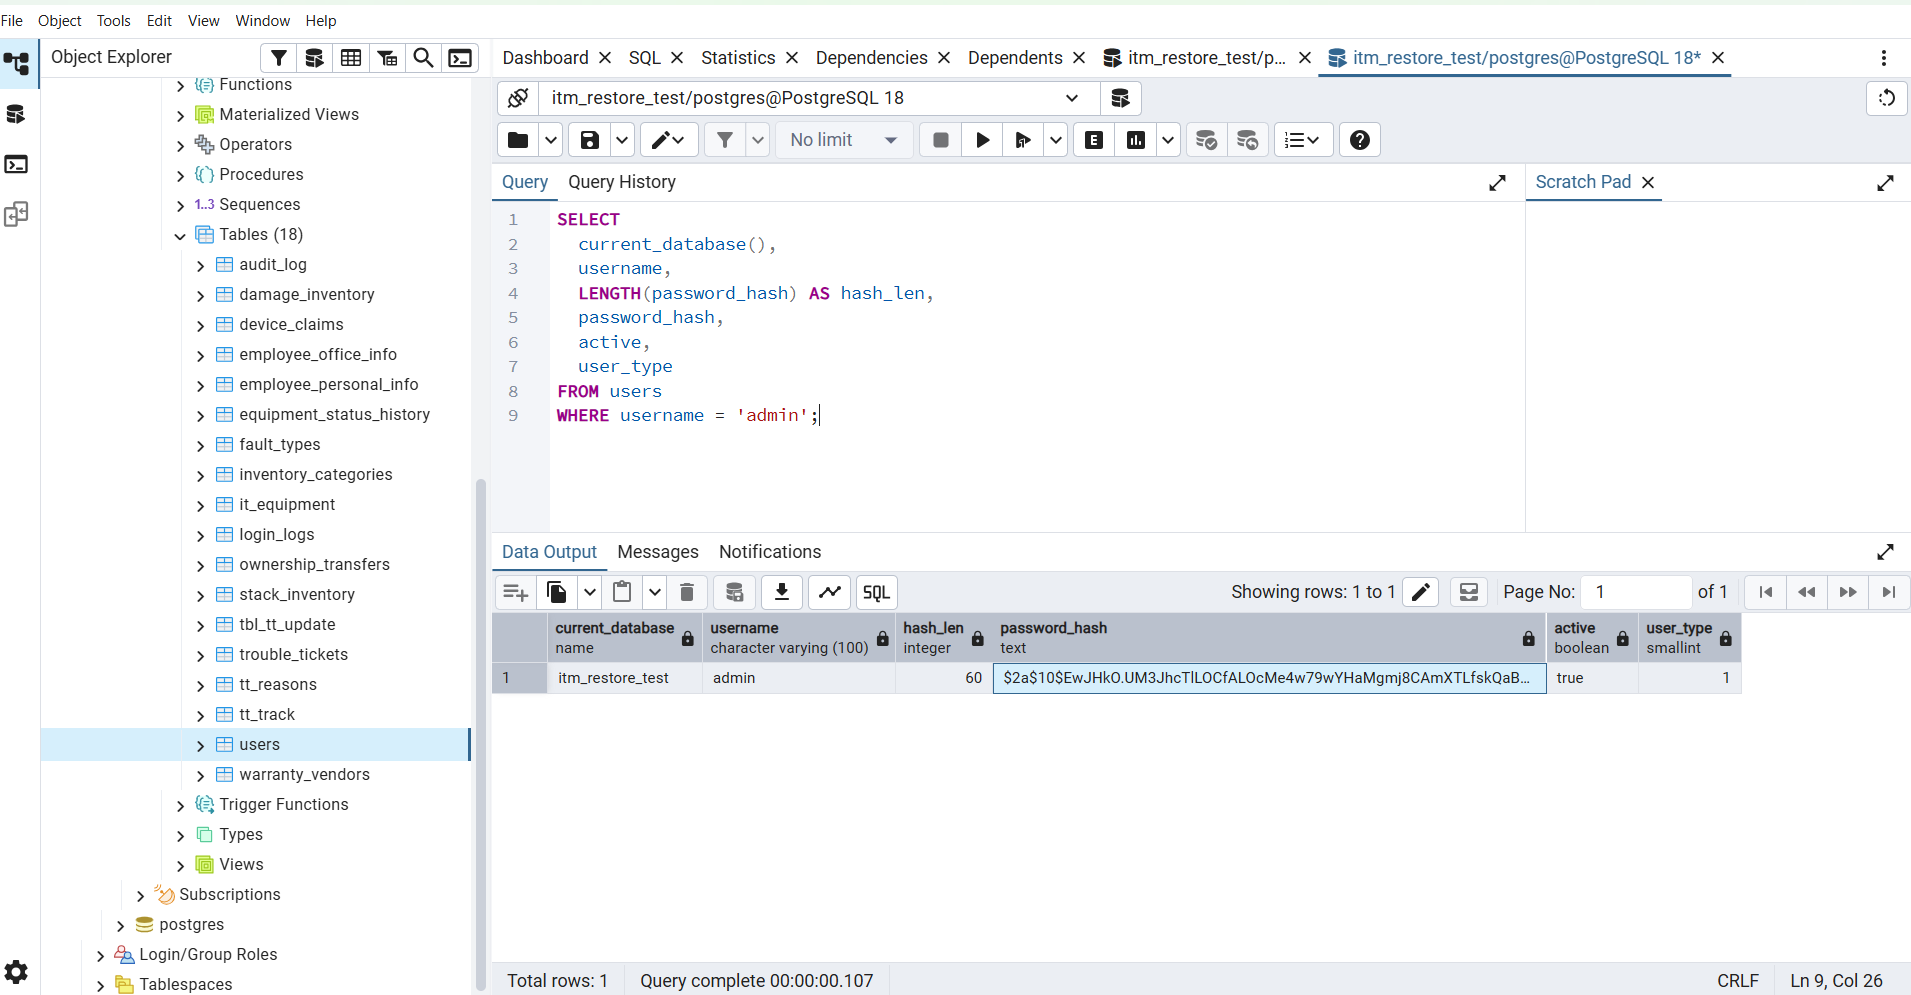 File Object Tools Edit View Window Help
Object Explorer
Functions
Materialized Views
Operators
Procedures
1..3 Sequences
Tables (18)
audit_log
damage_inventory
device_claims
employee_office_info
employee_personal_info
equipment_status_history
fault_types
inventory_categories
it_equipment
login_logs
ownership_transfers
stack_inventory
tbl_tt_update
trouble_tickets
tt_reasons
tt_track
users
warranty_vendors
Trigger Functions
Types
Views
Subscriptions
postgres
Login/Group Roles
Tablespaces
Dashboard SQL Statistics Dependencies Dependents itm_restore_test/p... itm_restore_test/postgres@PostgreSQL 18*
itm_restore_test/postgres@PostgreSQL 18
No limit E
Query Query History
Scratch Pad
1 SELECT
2 current_database(),
3 username,
4 LENGTH(password_hash) AS hash_len,
5 password_hash,
6 active,
7 user_type
8 FROM users
9 WHERE username = 'admin';
Data Output Messages Notifications
SQL Showing rows: 1 to 1 Page No: 1 of 1
current_database username hash_len password_hash active user_type
name character varying (100) integer text boolean smallint
1 itm_restore_test admin 60 $2a$10$EwJHkO.UM3JhcTlLOCfALOcMe4w79wYHaMgmj8CAmXTLfskQaB... true 1
Total rows: 1 Query complete 00:00:00.107 CRLF Ln 9, Col 26